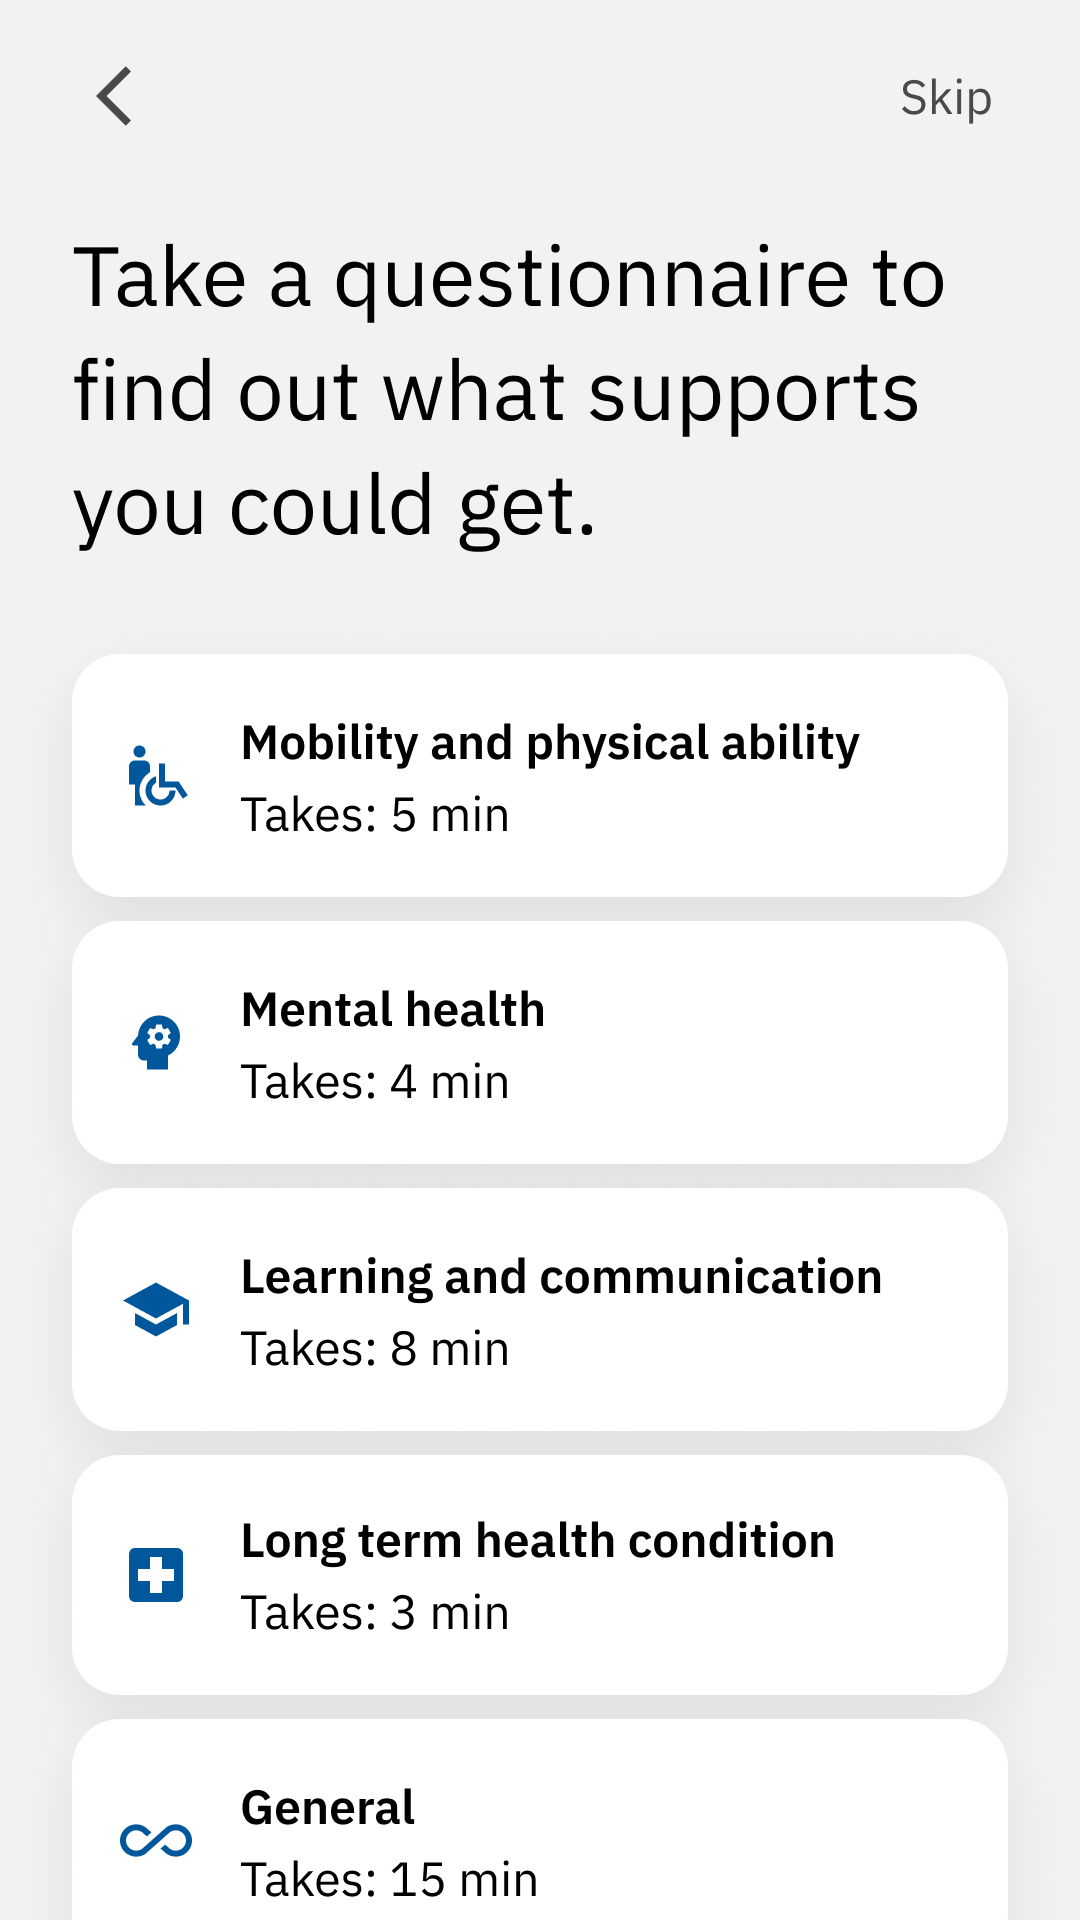 Skip
Take a questionnaire to
find out what supports
you could get.
Mobility and physical ability
Takes: 5 min
Mental health
Takes: 4 min
Learning and communication
Takes: 8 min
Long term health condition
Takes: 3 min
General
Takes: 15 min